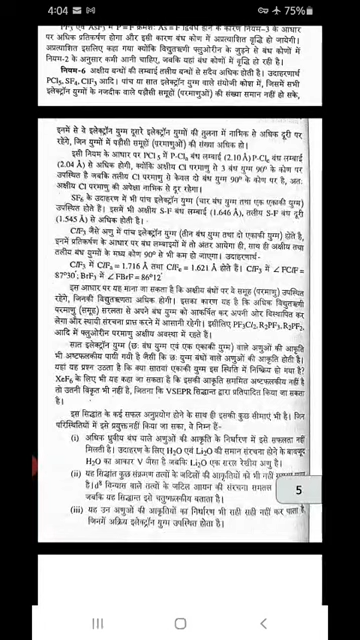 4:04
75%
PF₃ एवं AsF₃ में
पर अधिक प्रतिकर्षण होगा और इसी कारण बंध कोण में अप्रत्याशित वृद्धि हो जायेगी।
अप्रत्याशित इसलिए कहा गया क्योंकि विद्युतऋणी फ्लुओरीन के जुड़ने से बंध कोणों में
नियम-2 के अनुसार कमी आनी चाहिए, जबकि यहां बंध कोणों में वृद्धि हो रही है।
नियम-6 अक्षीय बन्धों की लम्बाई तलीय बन्धों से सदैव अधिक होती है। उदाहरणार्थ
PCl₅, SF₄, ClF₃ आदि। पांच या सात इलेक्ट्रॉन युग्मों वाले संयोजी कोश में, जिसमें सभी
इलेक्ट्रॉन युग्मों के नजदीक वाले पड़ौसी समूहों (परमाणुओं) की संख्या समान नहीं हो सके,
इनमें से वे इलेक्ट्रॉन युग्म दूसरे इलेक्ट्रॉन युग्मों की तुलना में नाभिक से अधिक दूरी पर
रहेंगे, जिन युग्मों में पड़ौसी समूहों (परमाणुओं) की संख्या अधिक हो।
इसी नियम के आधार पर PCl₅ में P-Clₐ बंध लम्बाई (2.10Å) P-Clₑ बंध लम्बाई
(2.04 Å) से अधिक होगी, क्योंकि अक्षीय Cl परमाणु से 3 बंध युग्म 90° के कोण पर
उपस्थित है जबकि तलीय Cl परमाणु से केवल दो बंध युग्म 90° के कोण पर है, अतः
अक्षीय Cl परमाणु की अपेक्षा नाभिक से दूर रहेगा।
SF₄ के उदाहरण में भी पांच इलेक्ट्रॉन युग्म (चार बंध युग्म तथा एक एकाकी युग्म)
उपस्थित होते हैं। इसमें भी अक्षीय S-F बंध लम्बाई (1.646Å), तलीय S-F बंध दूरी
(1.545 Å) से अधिक होती है।
ClF₃ जैसे अणु में पांच इलेक्ट्रॉन युग्म (तीन बंध युग्म तथा दो एकाकी युग्म) होते है,
इनमें प्रतिकर्षण के आधार पर बंध लम्बाइयों में तो अंतर आयेगा ही, साथ ही अक्षीय तथा
तलीय बंध युग्मों के मध्य कोण 90° से भी कम हो जाएगा। उदाहरणार्थ-
ClF₃ में ClFₐ = 1.716 Å तथा ClFₑ = 1.621 Å होते हैं। ClF₃ में ∠ FClF=
87°30'; BrF₃ में ∠ FBrF = 86°12'
इस आधार पर यह माना जा सकता है कि अक्षीय बंधों पर वे समूह (परमाणु) उपस्थित
रहेंगे, जिनकी विद्युतऋणता अधिक होगी। इसका कारण यह है कि अधिक विद्युतऋणी
परमाणु (समूह) सरलता से अपने बंध युग्म को आकर्षित कर अपनी ओर विस्थापित कर
लेगा और स्थायी संरचना प्राप्त करने में आसानी रहेगी। इसीलिए PF₃Cl₂, R₂PF₃, R₃PF₂
आदि में फ्लुओरीन परमाणु अक्षीय अवस्था में रहते है।
सात इलेक्ट्रॉन युग्म (छः बंध युग्म एवं एक एकाकी युग्म) वाले अणुओं की आकृति
भी अष्टफलकीय पायी गयी है जैसी कि छः युग्म बंधों वाले अणुओं की आकृति होती है।
यहां यह प्रश्न उठता है कि क्या सातवां एकाकी युग्म इस स्थिति में निष्क्रिय हो गया है?
XeF₆ के लिए भी यह कहा जा सकता है कि इसकी आकृति सममित अष्टफलकीय नहीं है
तो उतनी विकृत भी नहीं है, जितना कि VSEPR सिद्धान्त द्वारा प्रतिपादित किया जा सकता
है।
इस सिद्धांत के कई सफल अनुप्रयोग होने के साथ ही इसकी कुछ सीमाएं भी है। जिन
परिस्थितियों में इसे प्रयुक्त नहीं किया जा सका, वे निम्न है-
(i) अधिक ध्रुवीय बंध वाले अणुओं की आकृति के निर्धारण में इसे सफलता नहीं
मिलती है। उदाहरण के लिए H₂O एवं Li₂O की समान संरचना होने के बावजूद
H₂O का आकार V जैसा है जबकि Li₂O एक सरल रेखीय अणु है।
(ii) यह सिद्धांत कुछ संक्रमण तत्वों के जटिलों की आकृतियों को भी नहीं
है। d⁸ विन्यास वाले तत्वों के जटिल आयन की संरचना समतल
जबकि यह सिद्धान्त इसे चतुष्फलकीय बताता है।
(iii) यह उन अणुओं की आकृतियों का निर्धारण भी सही सही नहीं कर पाता है,
जिनमें अक्रिय इलेक्ट्रॉन युग्म उपस्थित होता है।
5